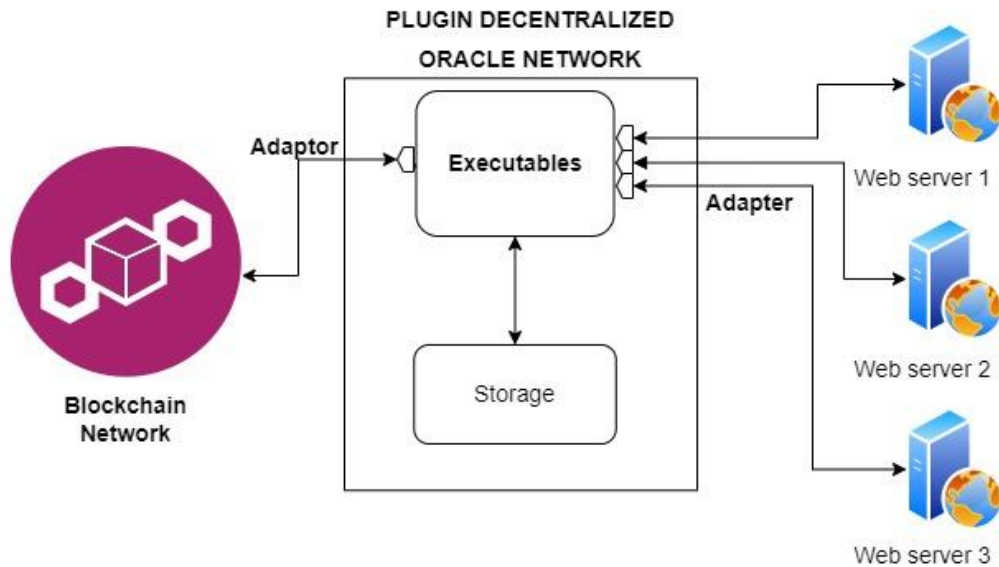 PLUGIN DECENTRALIZED
ORACLE NETWORK
Adaptor
Executables
Adapter
Storage
Blockchain
Network
Web server 1
Web server 2
Web server 3